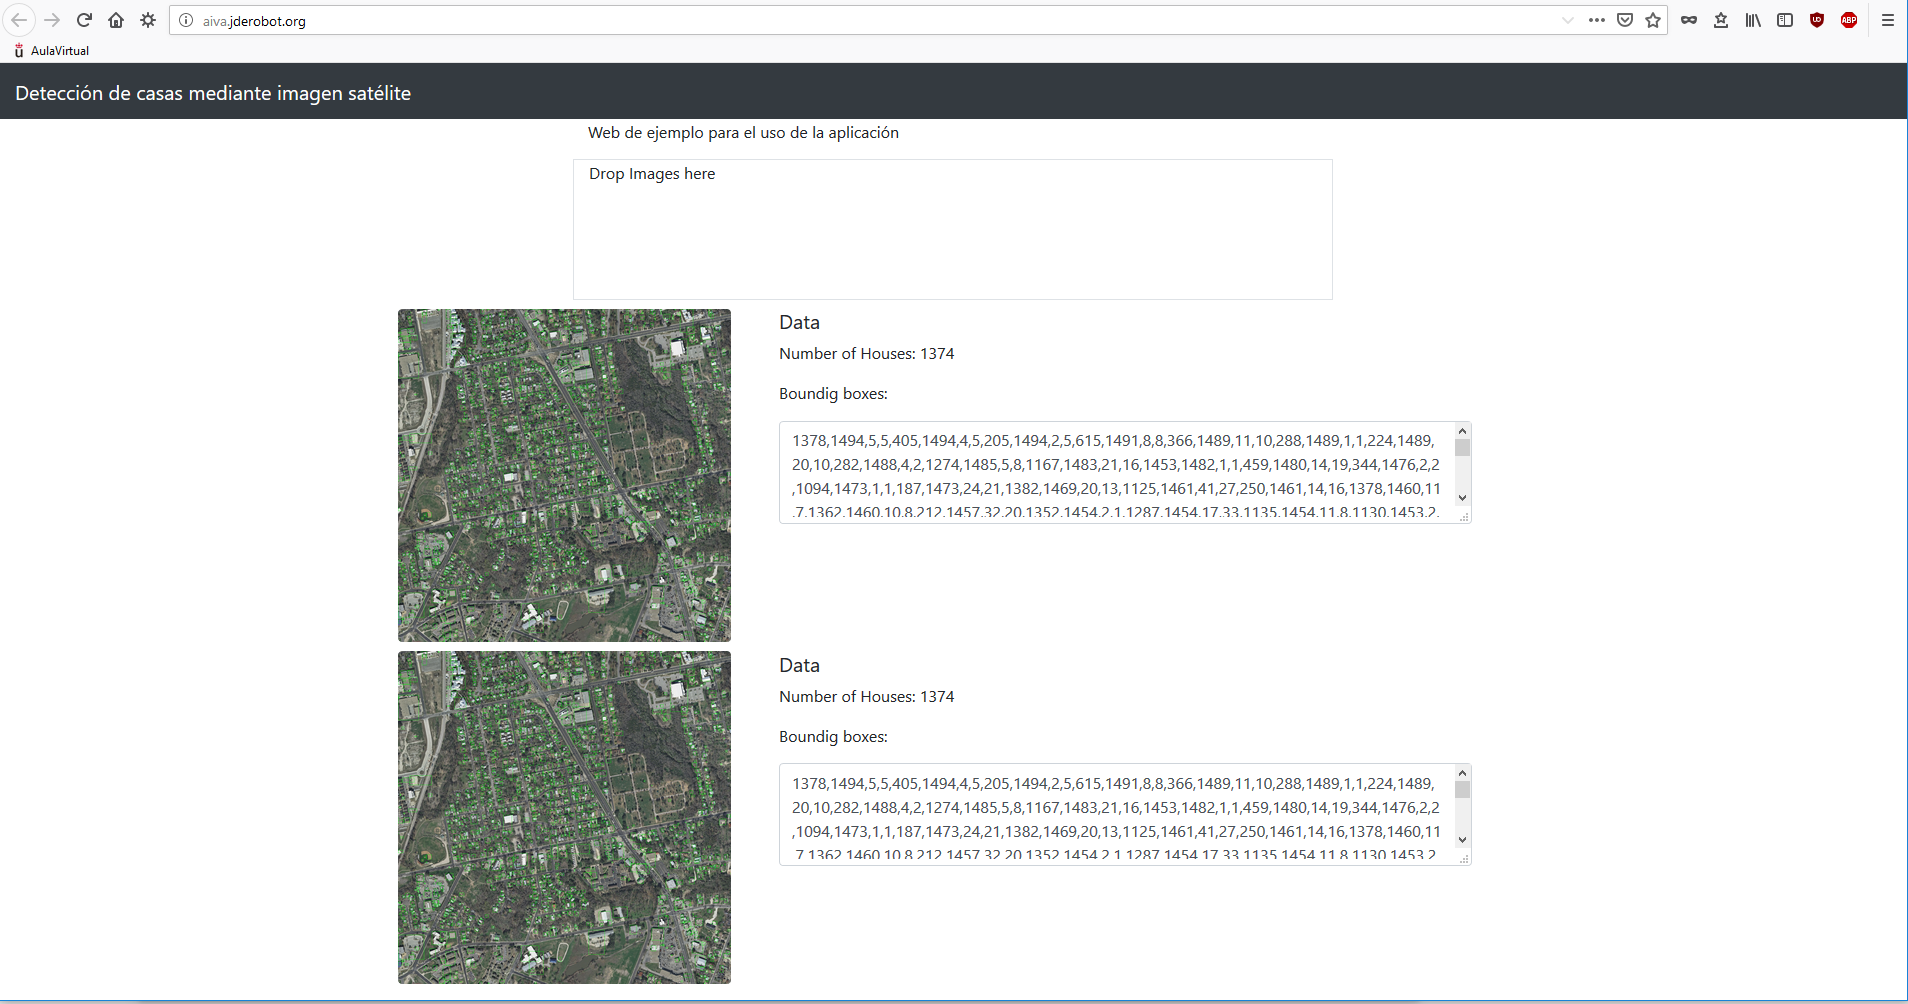 aiva.jderobot.org
ABP
AulaVirtual
Detección de casas mediante imagen satélite
Web de ejemplo para el uso de la aplicación
Drop Images here
Data
Number of Houses: 1374
Boundig boxes:
1378,1494,5,5,405,1494,4,5,205,1494,2,5,615,1491,8,8,366,1489,11,10,288,1489,1,1,224,1489,
20,10,282,1488,4,2,1274,1485,5,8,1167,1483,21,16,1453,1482,1,1,459,1480,14,19,344,1476,2,2
,1094,1473,1,1,187,1473,24,21,1382,1469,20,13,1125,1461,41,27,250,1461,14,16,1378,1460,11
,7,1362,1460,10,8,212,1457,32,20,1352,1454,2,1,1287,1454,17,33,1135,1454,11,8,1130,1453,2,
Data
Number of Houses: 1374
Boundig boxes:
1378,1494,5,5,405,1494,4,5,205,1494,2,5,615,1491,8,8,366,1489,11,10,288,1489,1,1,224,1489,
20,10,282,1488,4,2,1274,1485,5,8,1167,1483,21,16,1453,1482,1,1,459,1480,14,19,344,1476,2,2
,1094,1473,1,1,187,1473,24,21,1382,1469,20,13,1125,1461,41,27,250,1461,14,16,1378,1460,11
,7,1362,1460,10,8,212,1457,32,20,1352,1454,2,1,1287,1454,17,33,1135,1454,11,8,1130,1453,2,